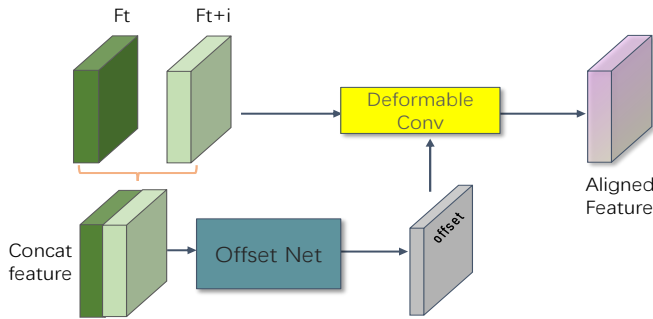 Ft
Ft+i
Deformable
Conv
Aligned
Feature
Concat
feature
Offset Net
offset